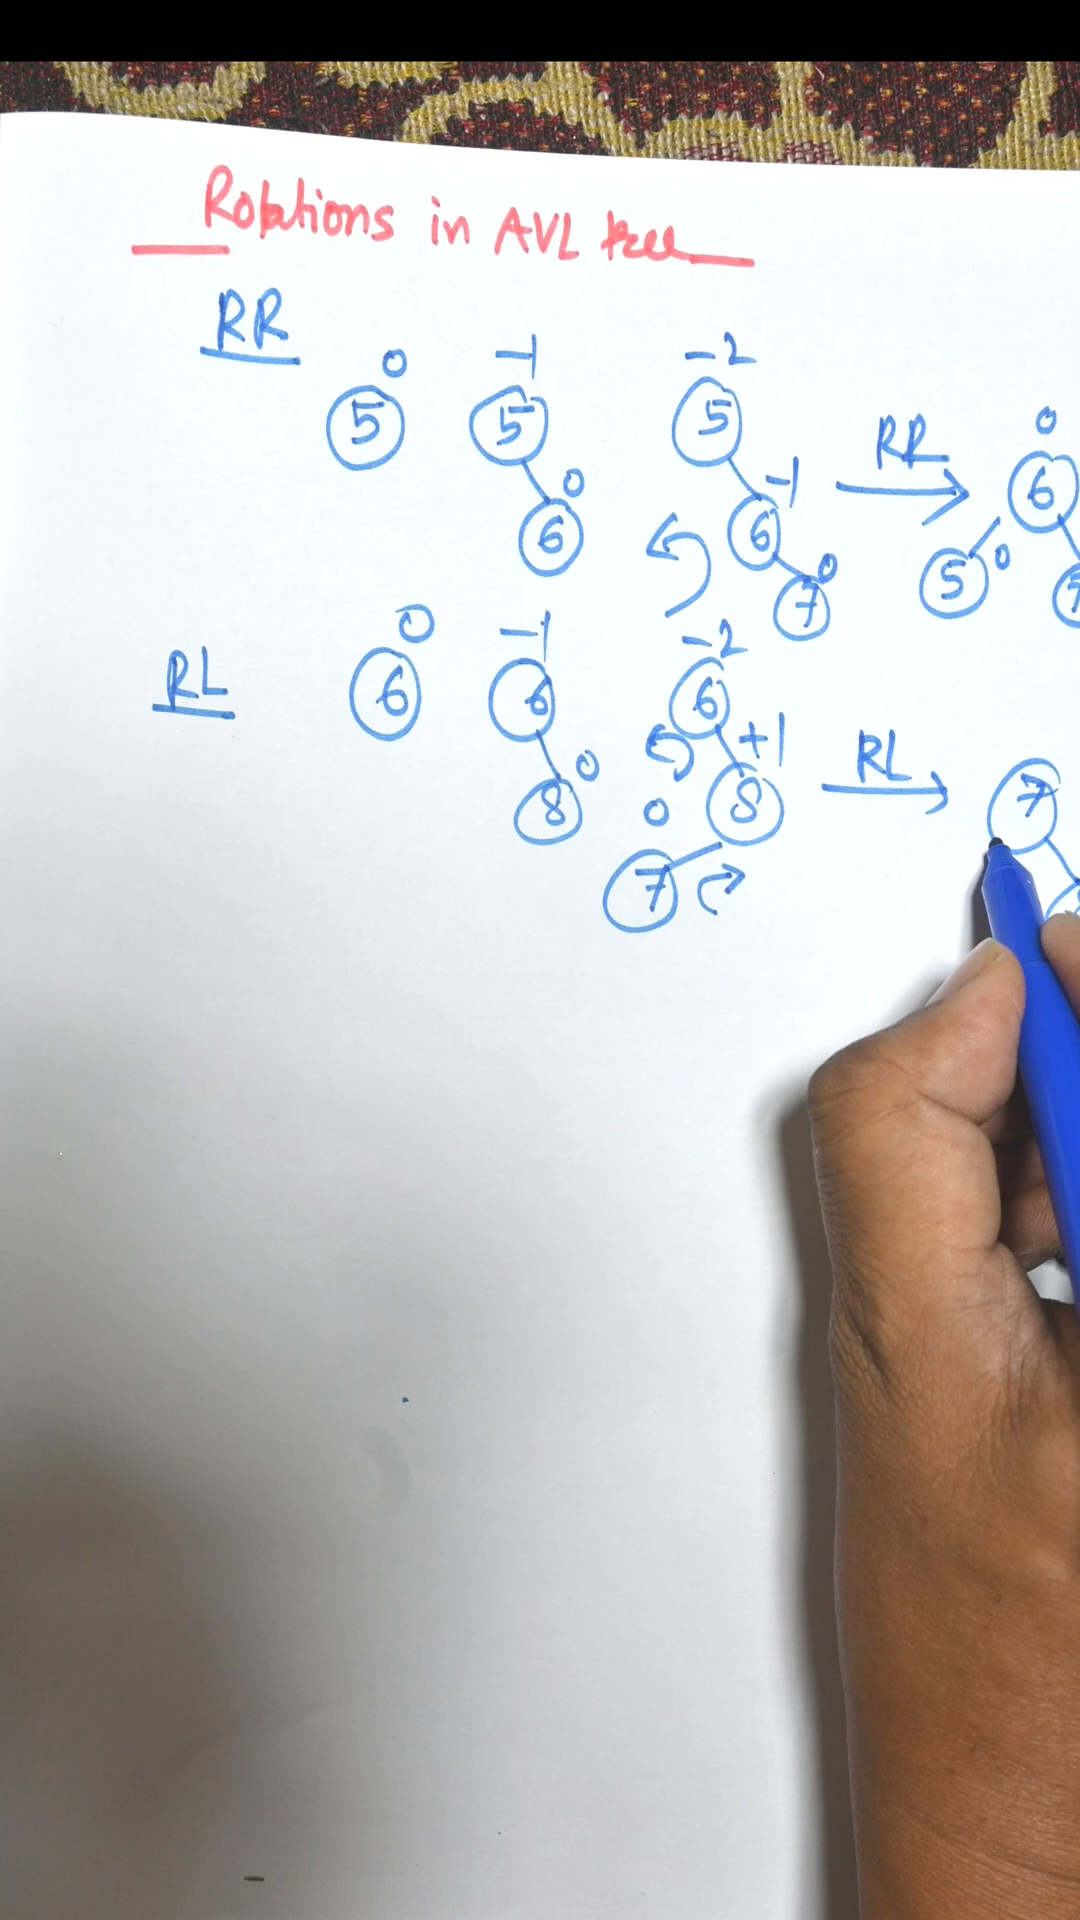 Rotations in AVL tree
RR
0 -1 -2
5 5 5 RR 0
0 -1 6
6 6 0 5 0 7
7
RL
0 -1 -2
6 6 6 +1 RL
0 0 8 7
8 7